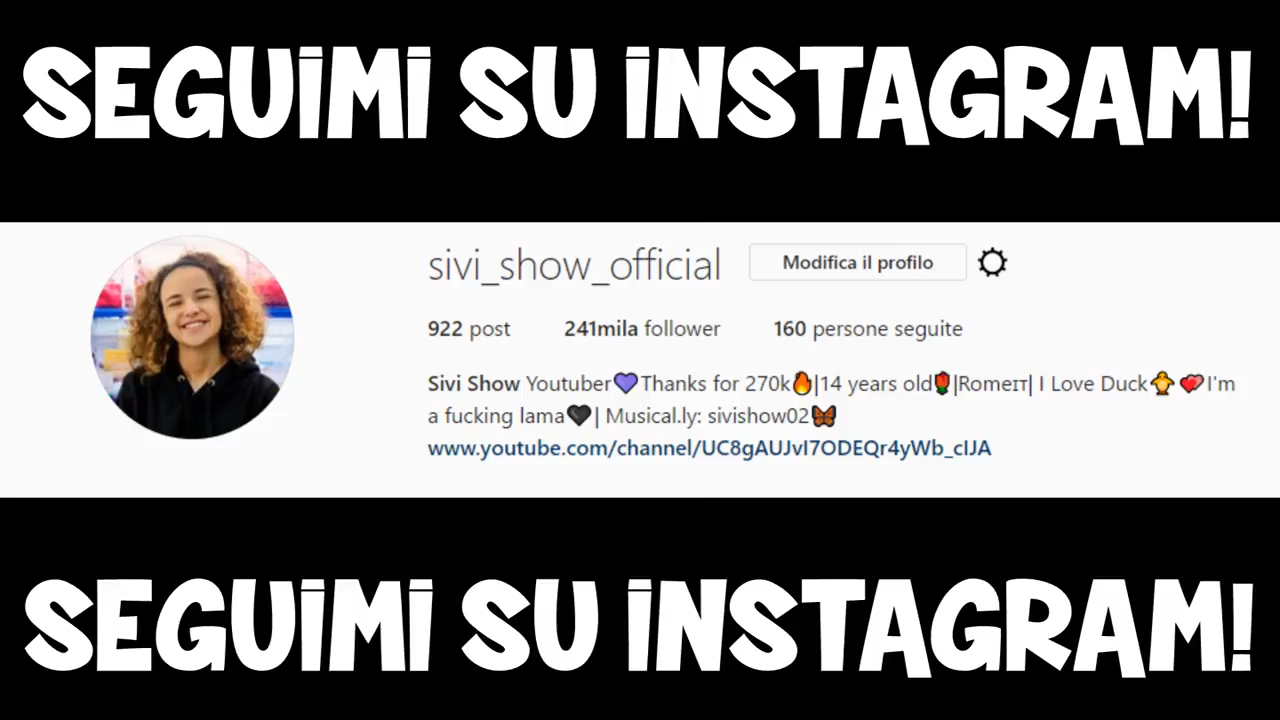 SEGUIMI SU INSTAGRAM!
sivi_show_official Modifica il profilo
922 post 241mila follower 160 persone seguite
Sivi Show Youtuber💜Thanks for 270k🔥|14 years old🌹|Romeɪᴛ| I Love Duck🐥💕I'm
a fucking lama🖤| Musical.ly: sivishow02🦋
www.youtube.com/channel/UC8gAUJvI7ODEQr4yWb_cIJA
SEGUIMI SU INSTAGRAM!